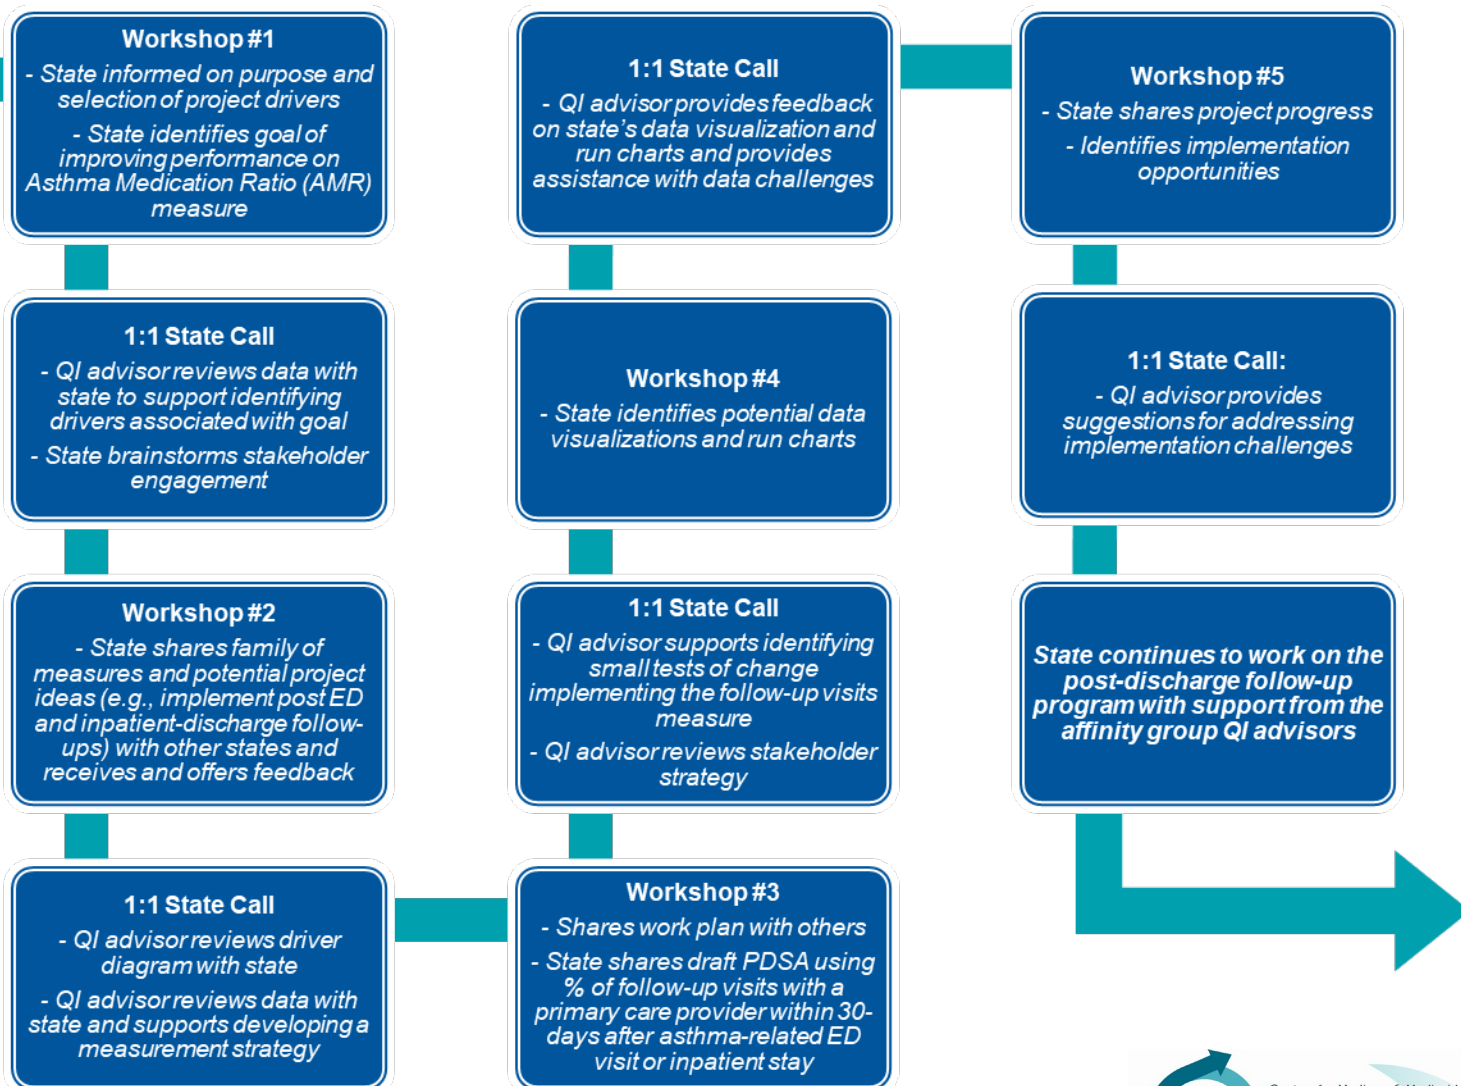 Workshop #1
- State informed on purpose and
selection of project drivers
- State identifies goal of
improving performance on
Asthma Medication Ratio (AMR)
measure
1:1 State Call
- QI advisor reviews data with
state to support identifying
drivers associated with goal
- State brainstorms stakeholder
engagement
Workshop #2
- State shares family of
measures and potential project
ideas (e.g., implement post ED
and inpatient-discharge follow-
ups) with other states and
receives and offers feedback
1:1 State Call
- QI advisor reviews driver
diagram with state
- QI advisor reviews data with
state and supports developing a
measurement strategy
Workshop #3
- Shares work plan with others
- State shares draft PDSA using
% of follow-up visits with a
primary care provider within 30-
days after asthma-related ED
visit or inpatient stay
1:1 State Call
- QI advisor supports identifying
small tests of change
implementing the follow-up visits
measure
- QI advisor reviews stakeholder
strategy
Workshop #4
- State identifies potential data
visualizations and run charts
1:1 State Call
- QI advisor provides feedback
on state's data visualization and
run charts and provides
assistance with data challenges
Workshop #5
- State shares project progress
- Identifies implementation
opportunities
1:1 State Call:
- QI advisor provides
suggestions for addressing
implementation challenges
State continues to work on the
post-discharge follow-up
program with support from the
affinity group QI advisors